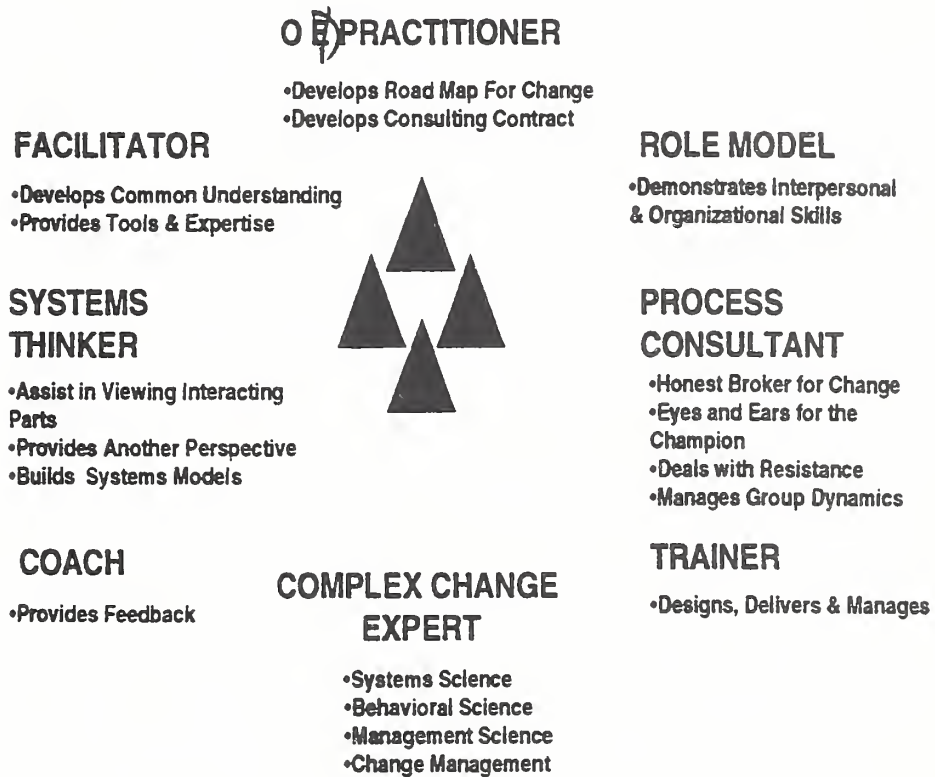 O E PRACTITIONER
•Develops Road Map For Change
•Develops Consulting Contract
FACILITATOR
•Develops Common Understanding
•Provides Tools & Expertise
ROLE MODEL
•Demonstrates Interpersonal
& Organizational Skills
SYSTEMS
THINKER
•Assist in Viewing Interacting
Parts
•Provides Another Perspective
•Builds Systems Models
PROCESS
CONSULTANT
•Honest Broker for Change
•Eyes and Ears for the
Champion
•Deals with Resistance
•Manages Group Dynamics
COACH
•Provides Feedback
COMPLEX CHANGE
EXPERT
•Systems Science
•Behavioral Science
•Management Science
•Change Management
TRAINER
•Designs, Delivers & Manages